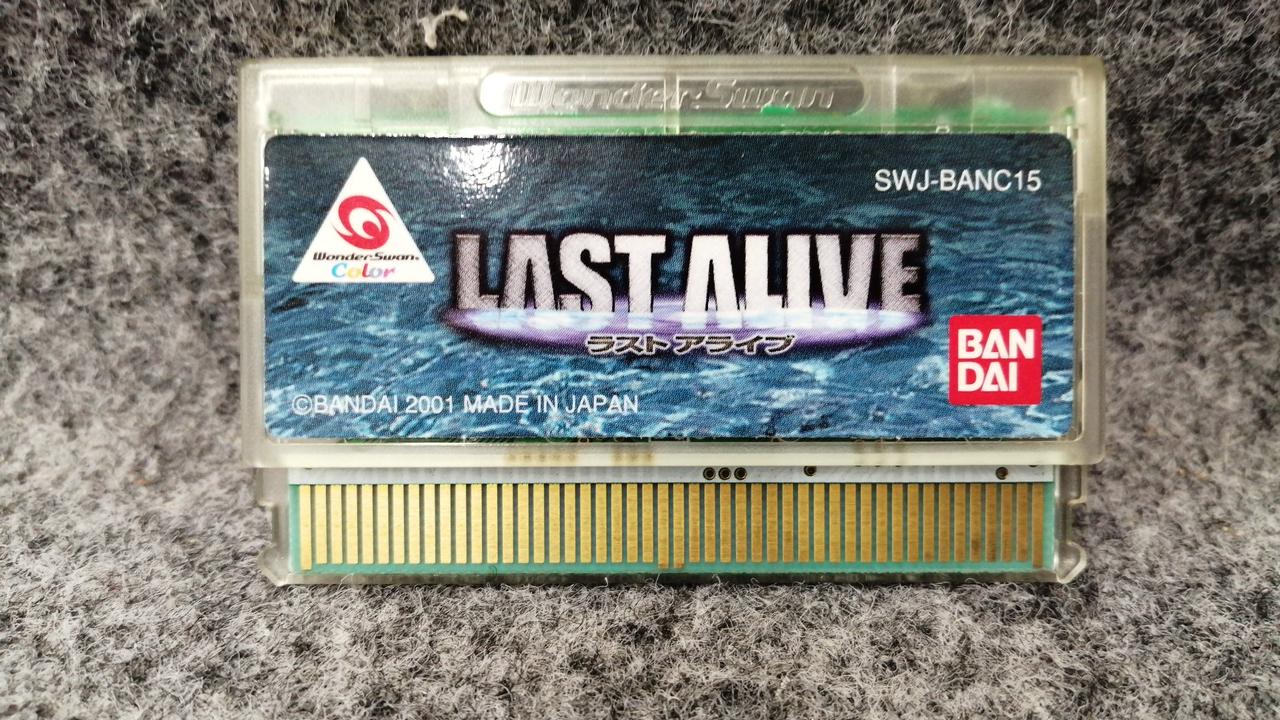 WonderSwan
SWJ-BANC15
WonderSwan
Color
LAST ALIVE
ラスト アライブ
BAN
DAI
©BANDAI 2001 MADE IN JAPAN